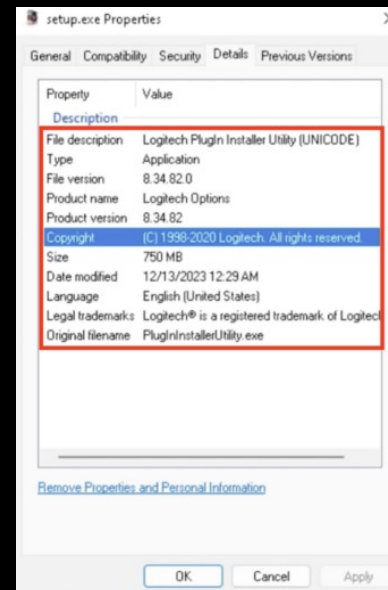 setup.exe Properties
General Compatibility Security Details Previous Versions
Property Value
Description
File description Logitech PlugIn Installer Utility (UNICODE)
Type Application
File version 8.34.82.0
Product name Logitech Options
Product version 8.34.82
Copyright (C) 1998-2020 Logitech. All rights reserved.
Size 750 MB
Date modified 12/13/2023 12:29 AM
Language English (United States)
Legal trademarks Logitech® is a registered trademark of Logitech
Original filename PlugInInstallerUtility.exe
Remove Properties and Personal Information
OK Cancel Apply